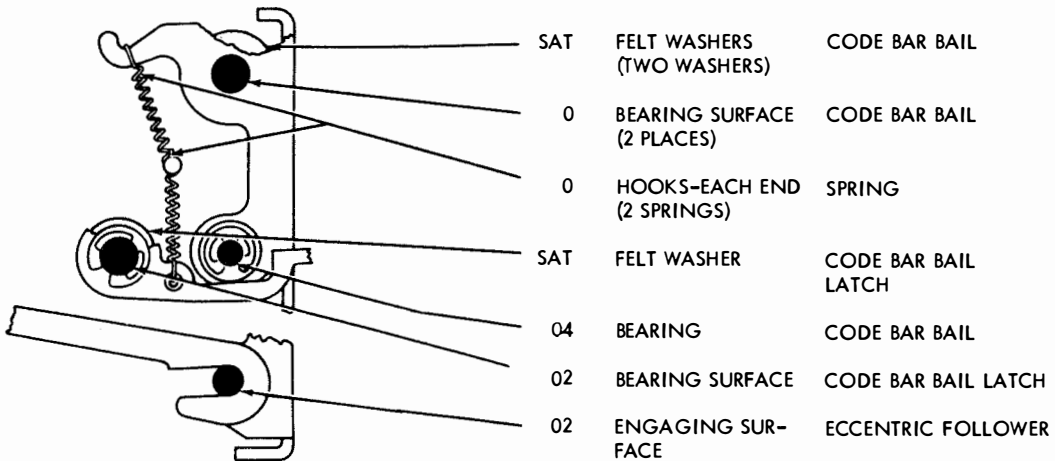 SAT FELT WASHERS CODE BAR BAIL
(TWO WASHERS)
0 BEARING SURFACE CODE BAR BAIL
(2 PLACES)
0 HOOKS-EACH END SPRING
(2 SPRINGS)
SAT FELT WASHER CODE BAR BAIL
LATCH
04 BEARING CODE BAR BAIL
02 BEARING SURFACE CODE BAR BAIL LATCH
02 ENGAGING SUR- ECCENTRIC FOLLOWER
FACE